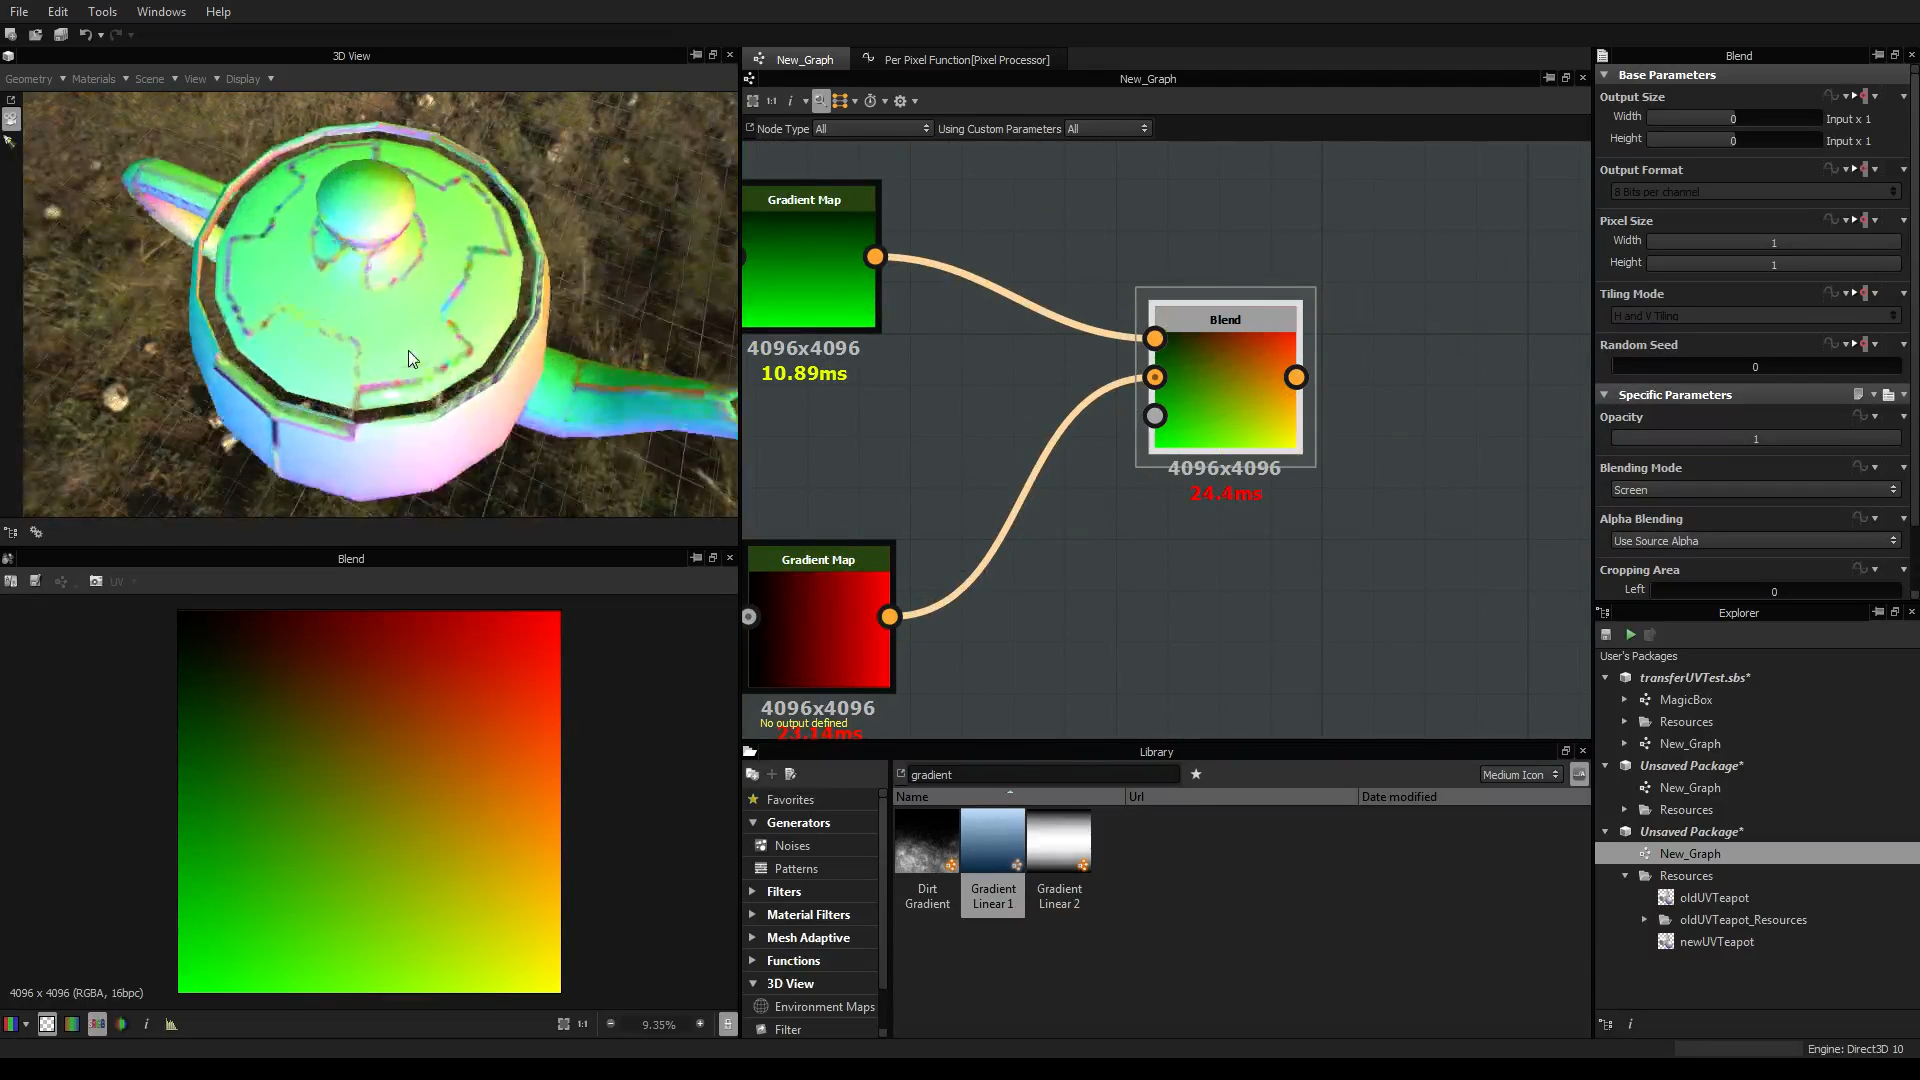 File Edit Tools Windows Help
3D View
Geometry Materials Scene View Display
New_Graph
Per Pixel Function[Pixel Processor]
New_Graph
1:1
Node Type All Using Custom Parameters All
Gradient Map
4096x4096
10.89ms
Blend
4096x4096
24.4ms
Gradient Map
4096x4096
No output defined
23.14ms
Blend
UV
4096 x 4096 (RGBA, 16bpc)
1:1
9.35%
Library
gradient
Medium Icon
Favorites
Generators
Noises
Patterns
Filters
Material Filters
Mesh Adaptive
Functions
3D View
Environment Maps
Filter
Name Url Date modified
Dirt Gradient
Gradient Linear 1
Gradient Linear 2
Blend
Base Parameters
Output Size
Width 0 Input x 1
Height 0 Input x 1
Output Format
8 Bits per channel
Pixel Size
Width 1
Height 1
Tiling Mode
H and V Tiling
Random Seed
0
Specific Parameters
Opacity
1
Blending Mode
Screen
Alpha Blending
Use Source Alpha
Cropping Area
Left 0
Explorer
User's Packages
transferUVTest.sbs*
MagicBox
Resources
New_Graph
Unsaved Package*
New_Graph
Resources
Unsaved Package*
New_Graph
Resources
oldUVTeapot
oldUVTeapot_Resources
newUVTeapot
Engine: Direct3D 10